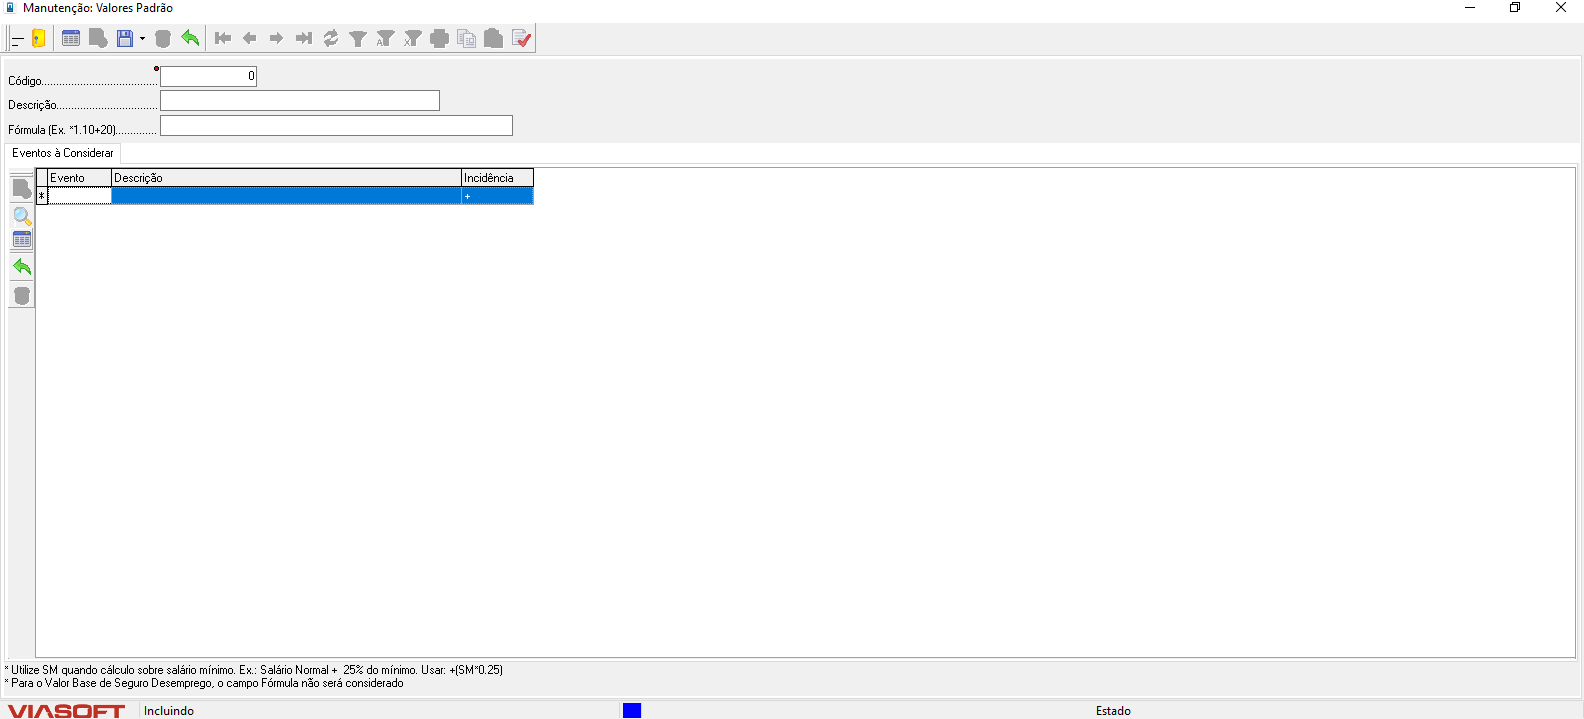 Manutenção: Valores Padrão
Código.......................................
0
Descrição..................................
Fórmula (Ex. *1.10+20)..............
Eventos à Considerar
Evento Descrição Incidência
* +
* Utilize SM quando cálculo sobre salário mínimo. Ex.: Salário Normal + 25% do mínimo. Usar: +(SM*0.25)
* Para o Valor Base de Seguro Desemprego, o campo Fórmula não será considerado
VIASOFT Incluindo Estado